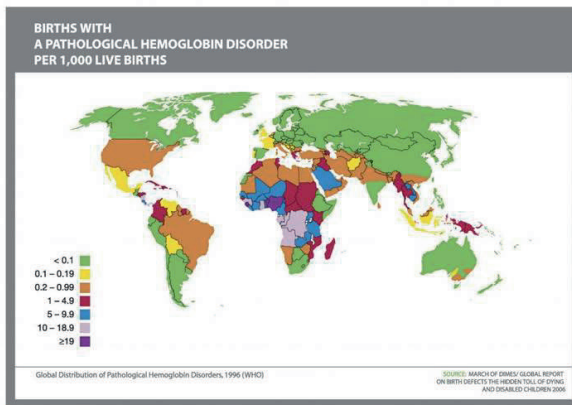 BIRTHS WITH
A PATHOLOGICAL HEMOGLOBIN DISORDER
PER 1,000 LIVE BIRTHS
< 0.1
0.1 – 0.19
0.2 – 0.99
1 – 4.9
5 – 9.9
10 – 18.9
≥19
Global Distribution of Pathological Hemoglobin Disorders, 1996 (WHO)
SOURCE: MARCH OF DIMES/ GLOBAL REPORT
ON BIRTH DEFECTS THE HIDDEN TOLL OF DYING
AND DISABLED CHILDREN 2006